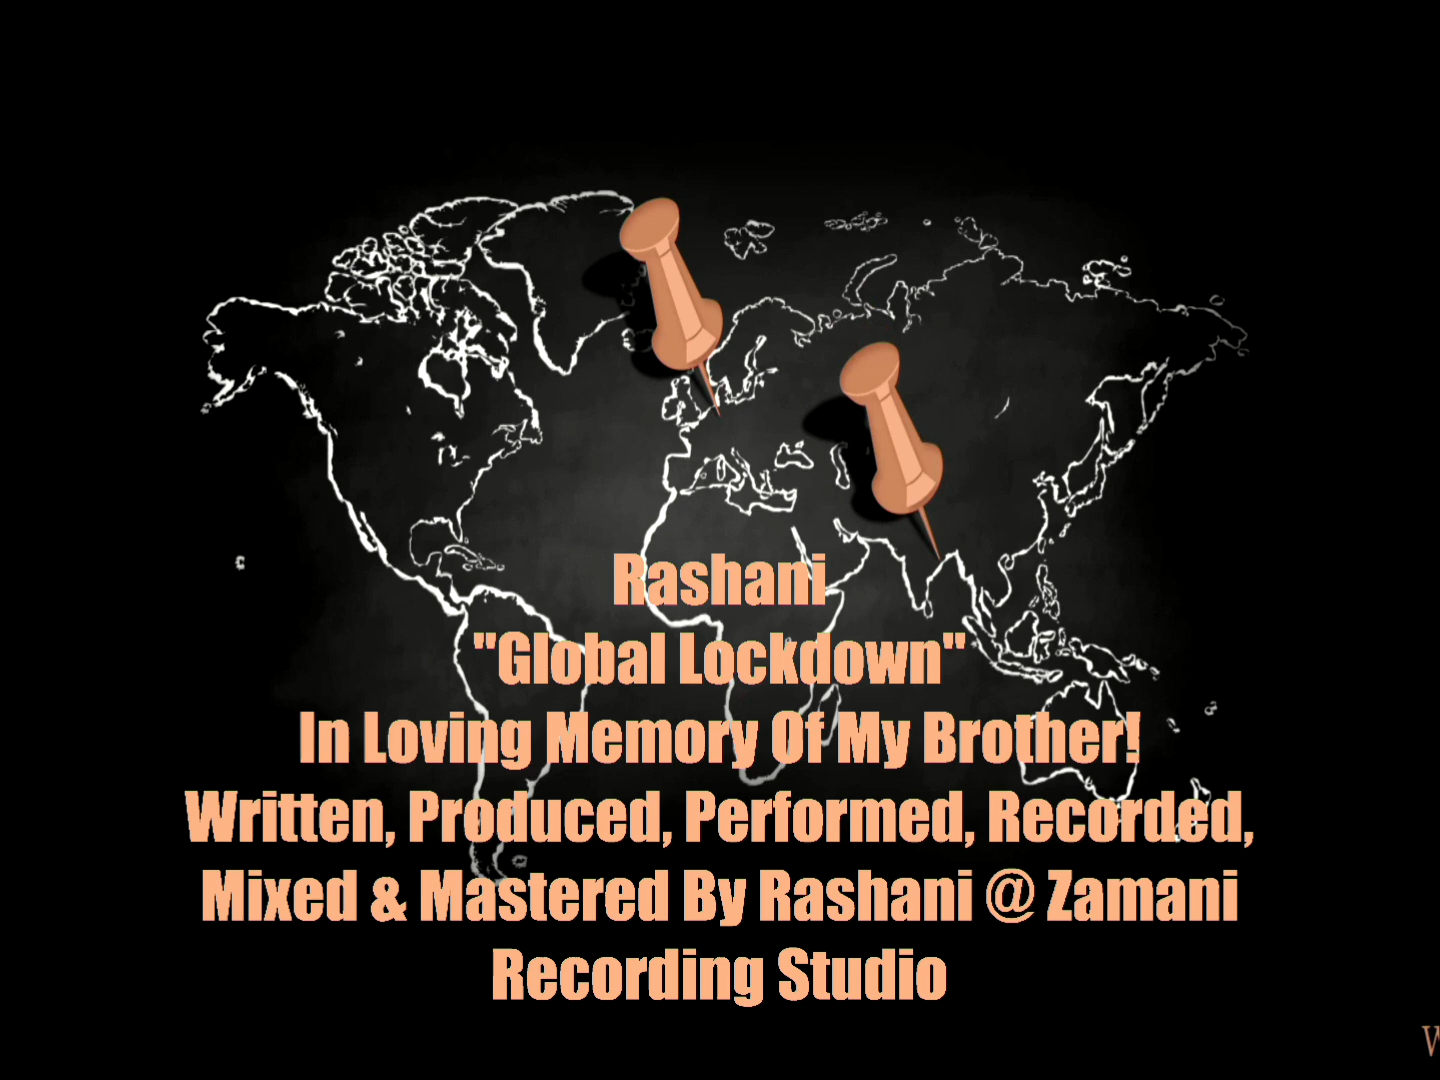 Rashani
"Global Lockdown"
In Loving Memory Of My Brother!
Written, Produced, Performed, Recorded,
Mixed & Mastered By Rashani @ Zamani
Recording Studio